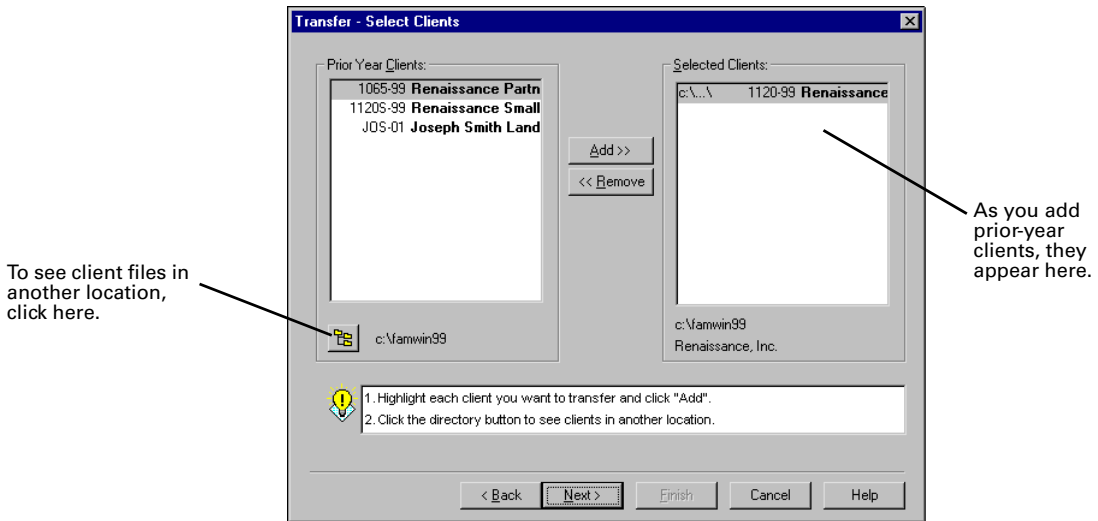 Transfer - Select Clients
Prior Year Clients:
1065-99 Renaissance Partn
1120S-99 Renaissance Small
JOS-01 Joseph Smith Land
Add >>
<< Remove
Selected Clients:
c:\...\ 1120-99 Renaissance
As you add
prior-year
clients, they
appear here.
To see client files in
another location,
click here.
c:\famwin99
c:\famwin99
Renaissance, Inc.
1. Highlight each client you want to transfer and click "Add".
2. Click the directory button to see clients in another location.
< Back
Next >
Finish
Cancel
Help